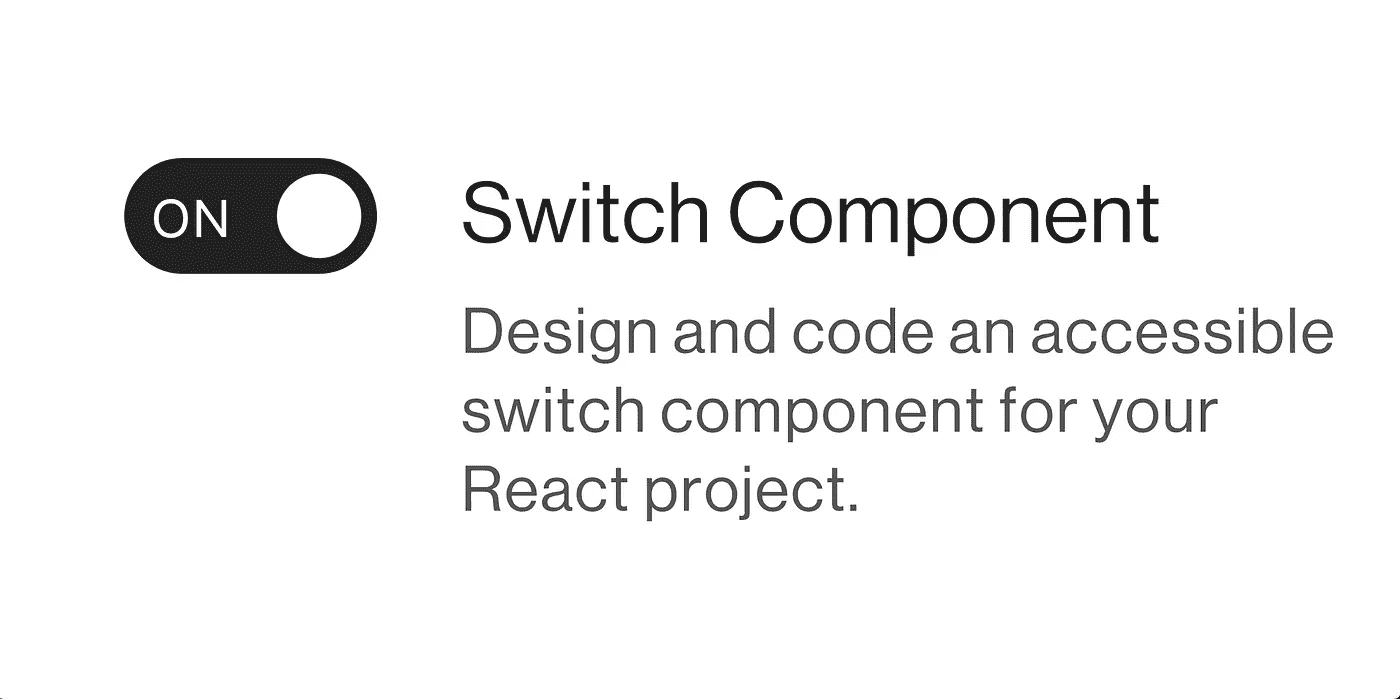 ON
Switch Component
Design and code an accessible
switch component for your
React project.